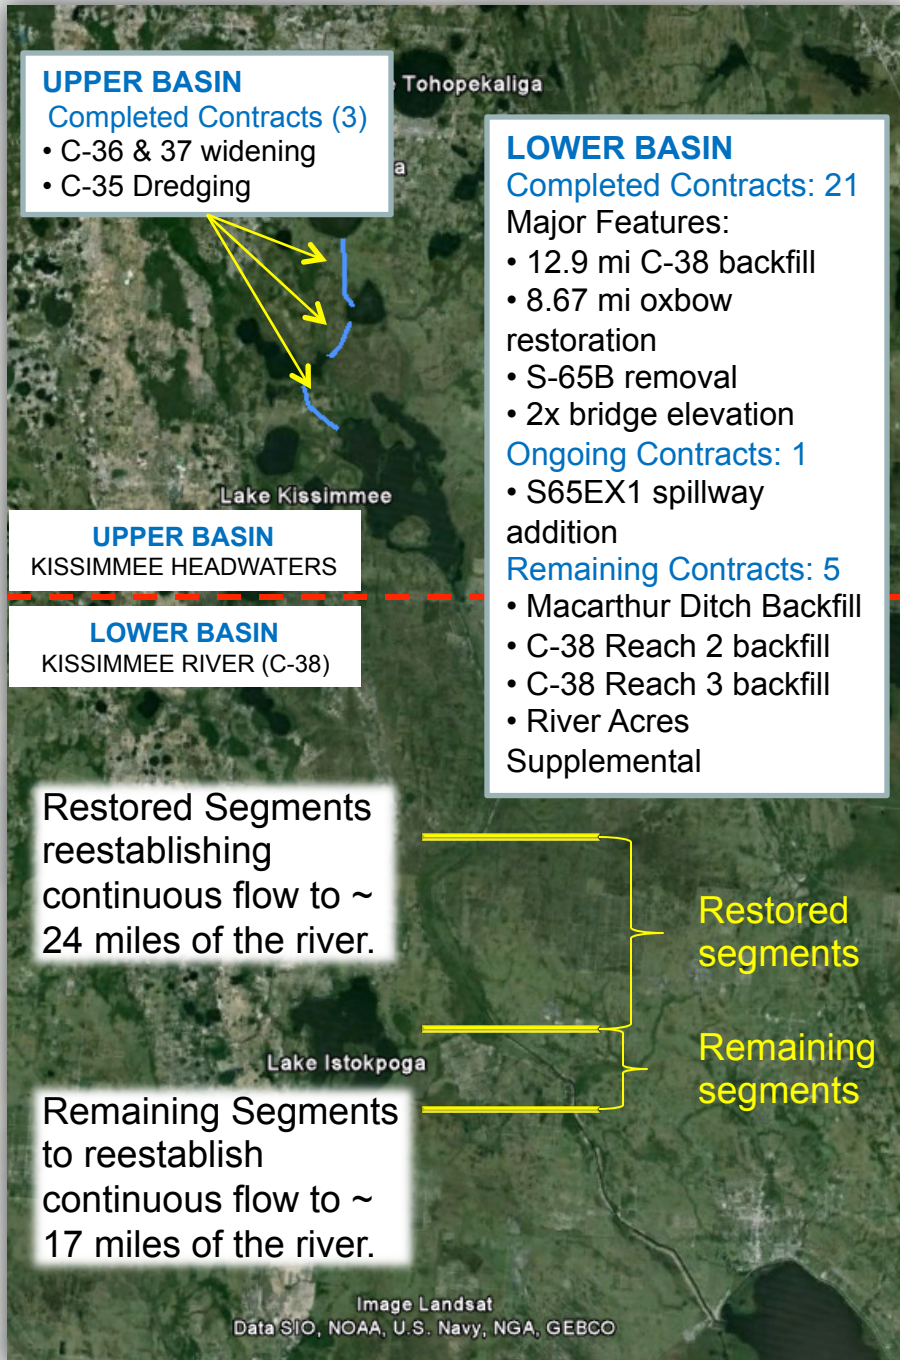 UPPER BASIN
Completed Contracts (3)
• C-36 & 37 widening
• C-35 Dredging
Tohopekaliga
a
LOWER BASIN
Completed Contracts: 21
Major Features:
• 12.9 mi C-38 backfill
• 8.67 mi oxbow
restoration
• S-65B removal
• 2x bridge elevation
Ongoing Contracts: 1
• S65EX1 spillway
addition
Remaining Contracts: 5
• Macarthur Ditch Backfill
• C-38 Reach 2 backfill
• C-38 Reach 3 backfill
• River Acres
Supplemental
Lake Kissimmee
UPPER BASIN
KISSIMMEE HEADWATERS
LOWER BASIN
KISSIMMEE RIVER (C-38)
Restored Segments
reestablishing
continuous flow to ~
24 miles of the river.
Restored
segments
Lake Istokpoga
Remaining
segments
Remaining Segments
to reestablish
continuous flow to ~
17 miles of the river.
Image Landsat
Data SIO, NOAA, U.S. Navy, NGA, GEBCO